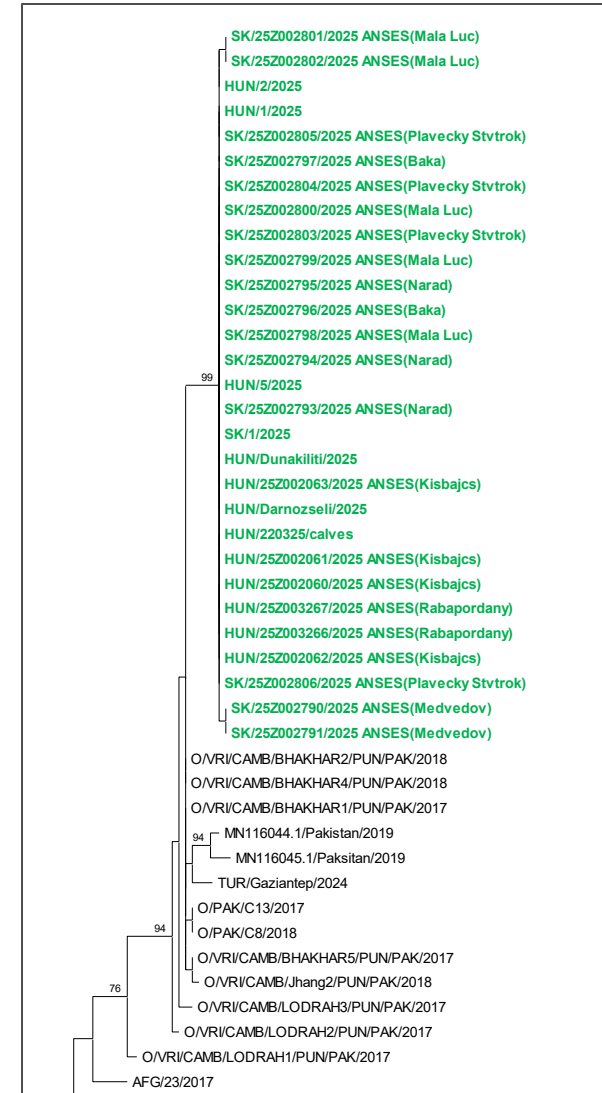 SK/25Z002801/2025 ANSES(Mala Luc)
SK/25Z002802/2025 ANSES(Mala Luc)
HUN/2/2025
HUN/1/2025
SK/25Z002805/2025 ANSES(Plavecky Stvtrok)
SK/25Z002797/2025 ANSES(Baka)
SK/25Z002804/2025 ANSES(Plavecky Stvtrok)
SK/25Z002800/2025 ANSES(Mala Luc)
SK/25Z002803/2025 ANSES(Plavecky Stvtrok)
SK/25Z002799/2025 ANSES(Mala Luc)
SK/25Z002795/2025 ANSES(Narad)
SK/25Z002796/2025 ANSES(Baka)
SK/25Z002798/2025 ANSES(Mala Luc)
SK/25Z002794/2025 ANSES(Narad)
99
HUN/5/2025
SK/25Z002793/2025 ANSES(Narad)
SK/1/2025
HUN/Dunakiliti/2025
HUN/25Z002063/2025 ANSES(Kisbajcs)
HUN/Darnozseli/2025
HUN/220325/calves
HUN/25Z002061/2025 ANSES(Kisbajcs)
HUN/25Z002060/2025 ANSES(Kisbajcs)
HUN/25Z003267/2025 ANSES(Rabapordany)
HUN/25Z003266/2025 ANSES(Rabapordany)
HUN/25Z002062/2025 ANSES(Kisbajcs)
SK/25Z002806/2025 ANSES(Plavecky Stvtrok)
SK/25Z002790/2025 ANSES(Medvedov)
SK/25Z002791/2025 ANSES(Medvedov)
O/VRI/CAMB/BHAKHAR2/PUN/PAK/2018
O/VRI/CAMB/BHAKHAR4/PUN/PAK/2018
O/VRI/CAMB/BHAKHAR1/PUN/PAK/2017
94
MN116044.1/Pakistan/2019
MN116045.1/Paksitan/2019
TUR/Gaziantep/2024
O/PAK/C13/2017
O/PAK/C8/2018
94
O/VRI/CAMB/BHAKHAR5/PUN/PAK/2017
O/VRI/CAMB/Jhang2/PUN/PAK/2018
76
O/VRI/CAMB/LODRAH3/PUN/PAK/2017
O/VRI/CAMB/LODRAH2/PUN/PAK/2017
O/VRI/CAMB/LODRAH1/PUN/PAK/2017
AFG/23/2017